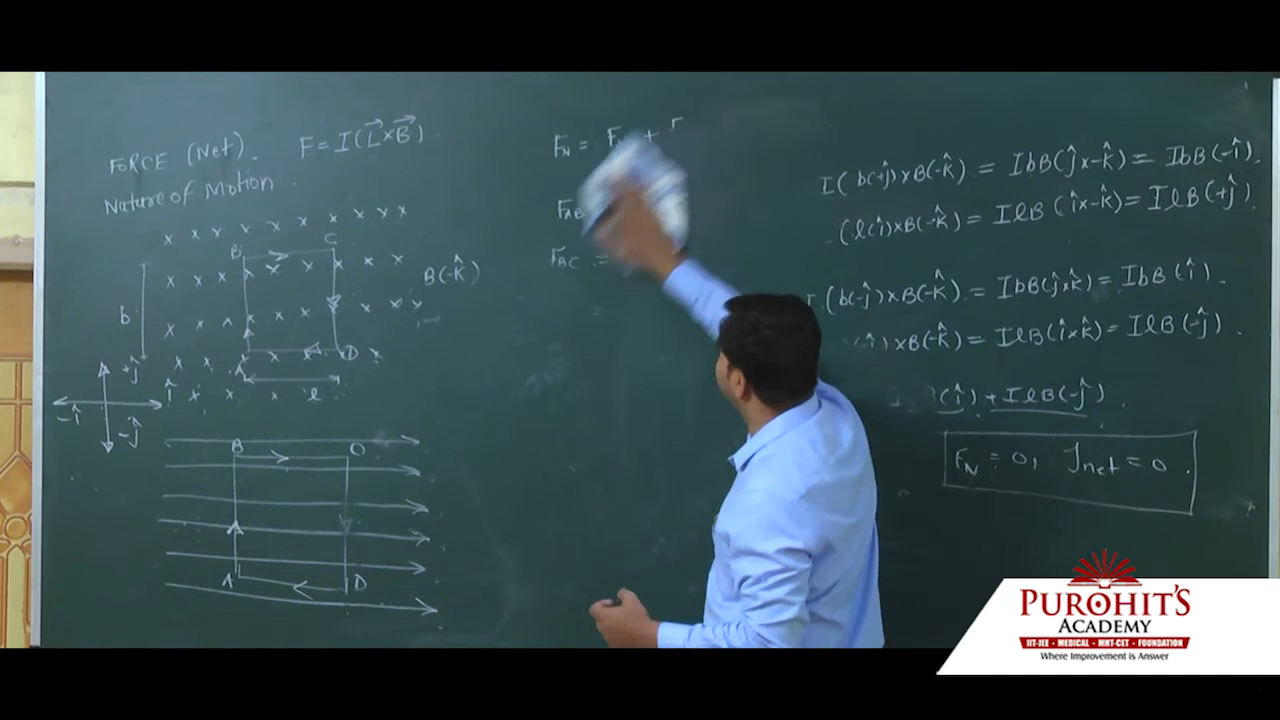 FORCE (Net). F = I(L⃗×B⃗).
Nature of Motion.
B C
B(-k̂)
b
A D
l
+ĵ
-î î
-ĵ
B C
A D
F_N = F +
F_AB
F_BC =
I(b(+ĵ)×B(-k̂) = IbB(ĵ×-k̂) = IbB(-î).
(l(î)×B(-k̂) = IlB(î×-k̂) = IlB(+ĵ)
I(b(-ĵ)×B(-k̂) = IbB(ĵ×k̂) = IbB(î).
(î)×B(-k̂) = IlB(î×k̂) = IlB(-ĵ).
B(î) + IlB(-ĵ).
F_N = 0, τnet = 0.
PUROHIT'S
ACADEMY
IIT-JEE • MEDICAL • MHT-CET • FOUNDATION
Where Improvement is Answer